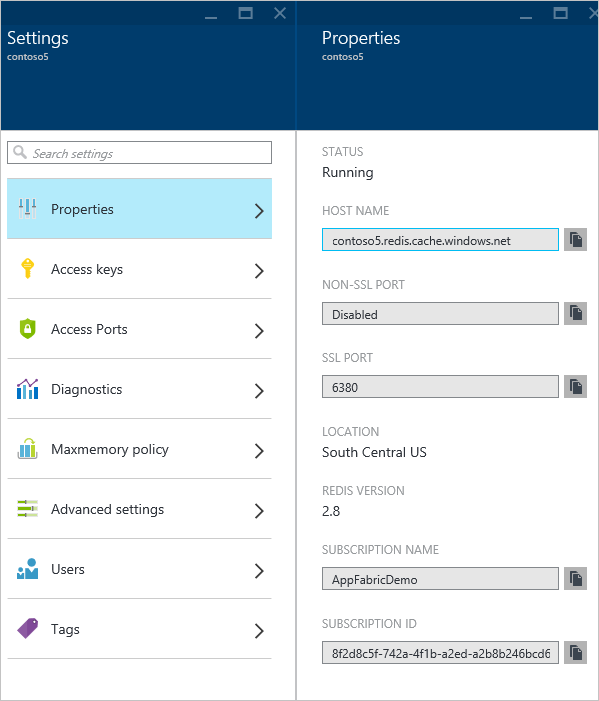 Settings
contoso5
Search settings
Properties
Access keys
Access Ports
Diagnostics
Maxmemory policy
Advanced settings
Users
Tags
Properties
contoso5
STATUS
Running
HOST NAME
contoso5.redis.cache.windows.net
NON-SSL PORT
Disabled
SSL PORT
6380
LOCATION
South Central US
REDIS VERSION
2.8
SUBSCRIPTION NAME
AppFabricDemo
SUBSCRIPTION ID
8f2d8c5f-742a-4f1b-a2ed-a2b8b246bcd6